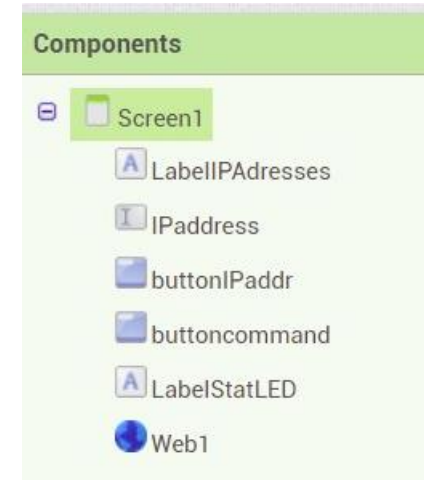 Components
Screen1
LabelIPAdresses
IPaddress
buttonIPaddr
buttoncommand
LabelStatLED
Web1